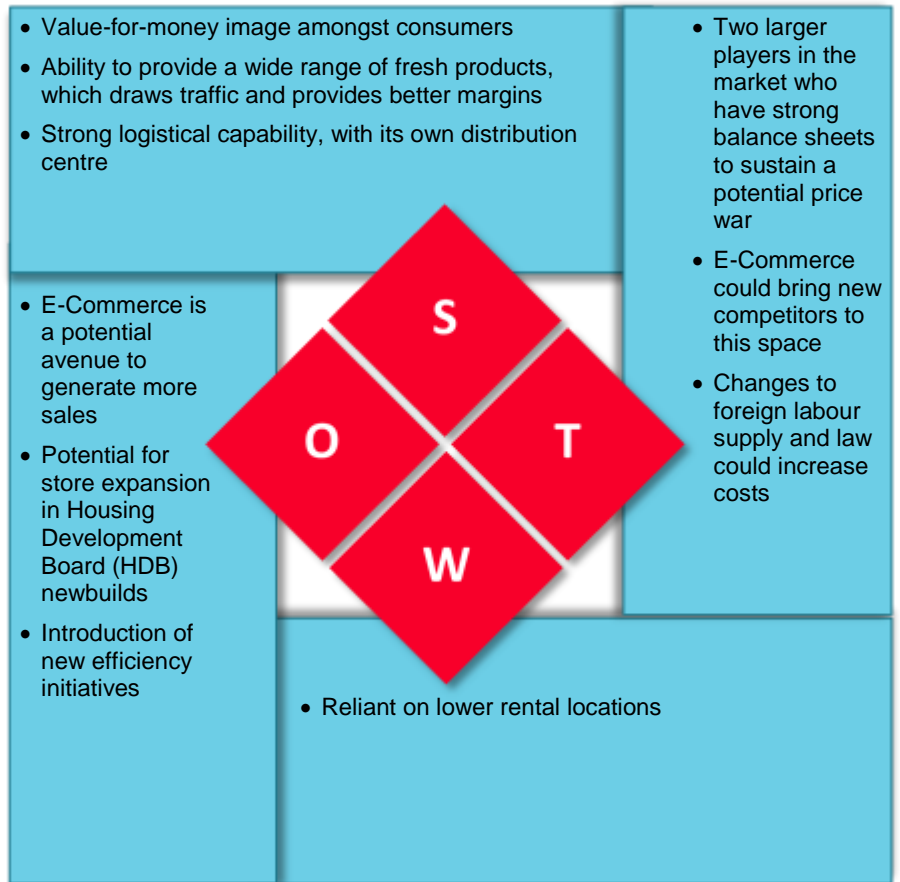 • Value-for-money image amongst consumers
• Ability to provide a wide range of fresh products,
which draws traffic and provides better margins
• Strong logistical capability, with its own distribution
centre
• Two larger
players in the
market who
have strong
balance sheets
to sustain a
potential price
war
• E-Commerce
could bring new
competitors to
this space
• Changes to
foreign labour
supply and law
could increase
costs
• E-Commerce is
a potential
avenue to
generate more
sales
• Potential for
store expansion
in Housing
Development
Board (HDB)
newbuilds
• Introduction of
new efficiency
initiatives
S
O
T
W
• Reliant on lower rental locations